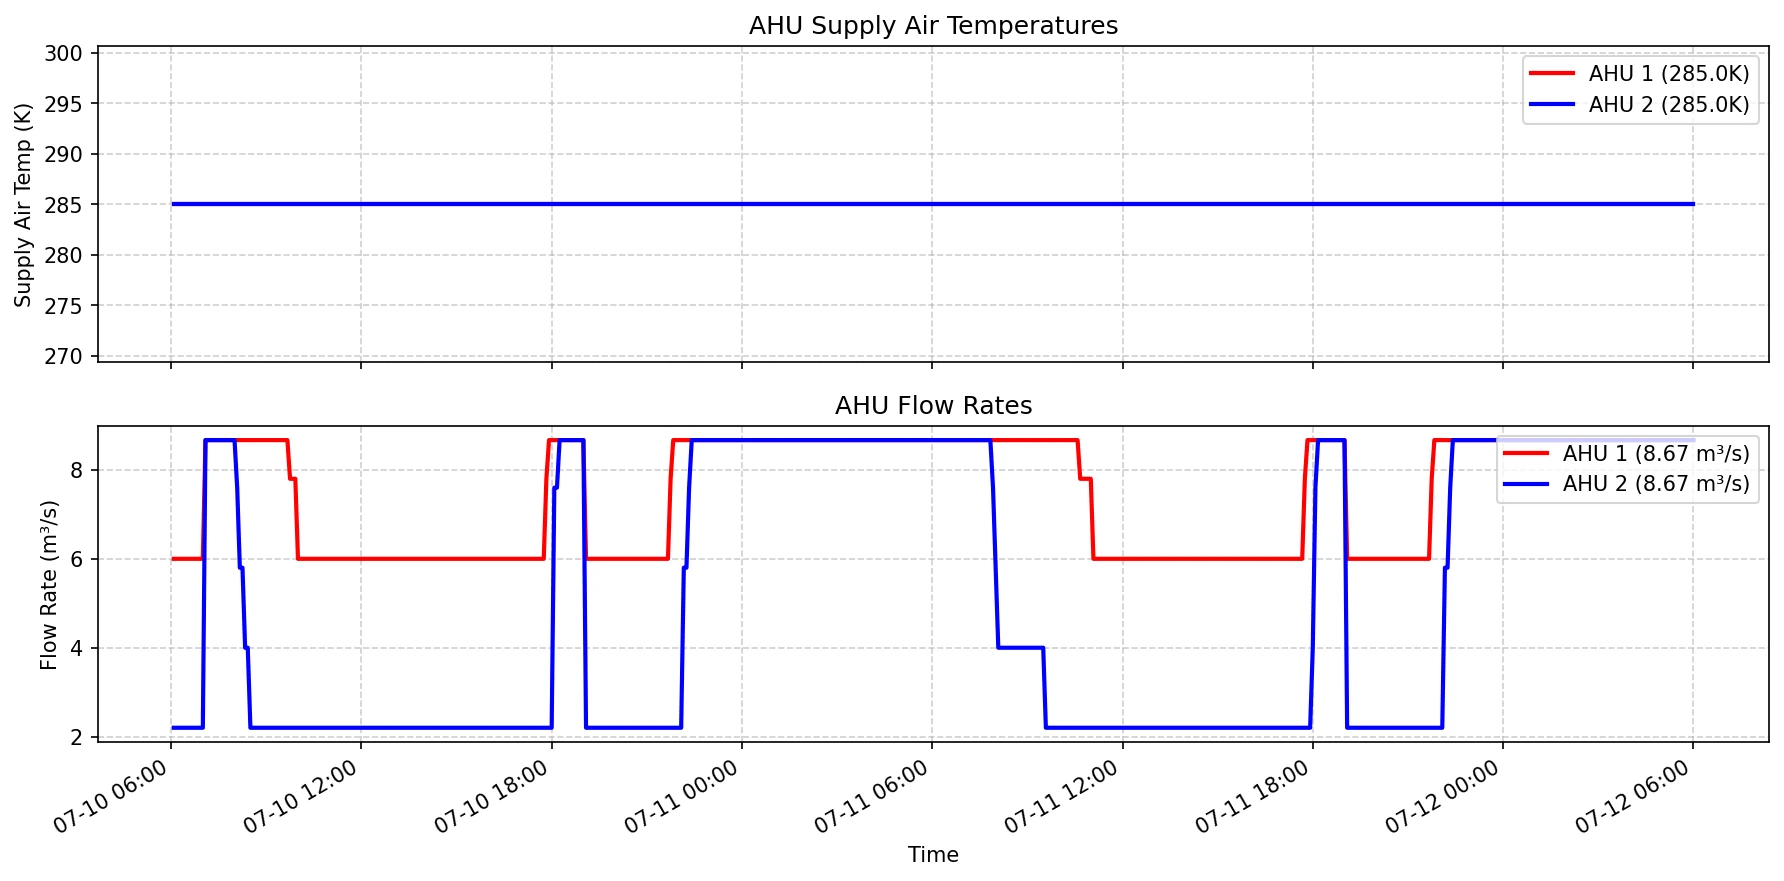 AHU Supply Air Temperatures
Supply Air Temp (K)
300
295
290
285
280
275
270
AHU 1 (285.0K)
AHU 2 (285.0K)
AHU Flow Rates
Flow Rate (m³/s)
8
6
4
2
AHU 1 (8.67 m³/s)
AHU 2 (8.67 m³/s)
07-10 06:00
07-10 12:00
07-10 18:00
07-11 00:00
07-11 06:00
07-11 12:00
07-11 18:00
07-12 00:00
07-12 06:00
Time